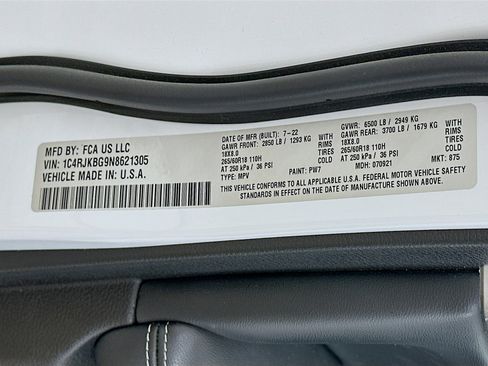 MFD BY: FCA US LLC
VIN: 1C4RJKBG9N8621305
VEHICLE MADE IN: U.S.A.
DATE OF MFR (BUILT): 7-22
GAWR FRONT: 2850 LB / 1293 KG WITH
18X8.0 RIMS
265/60R18 110H TIRES
AT 250 kPa / 36 PSI COLD
TYPE: MPV PAINT: PW7
GVWR: 6500 LB / 2949 KG
GAWR REAR: 3700 LB / 1679 KG WITH
18X8.0 RIMS
265/60R18 110H TIRES
AT 250 kPa / 36 PSI COLD
MDH: 070921 MKT: 875
THIS VEHICLE CONFORMS TO ALL APPLICABLE U.S.A. FEDERAL MOTOR VEHICLE SAFETY
STANDARDS IN EFFECT ON THE DATE OF MANUFACTURE SHOWN ABOVE.